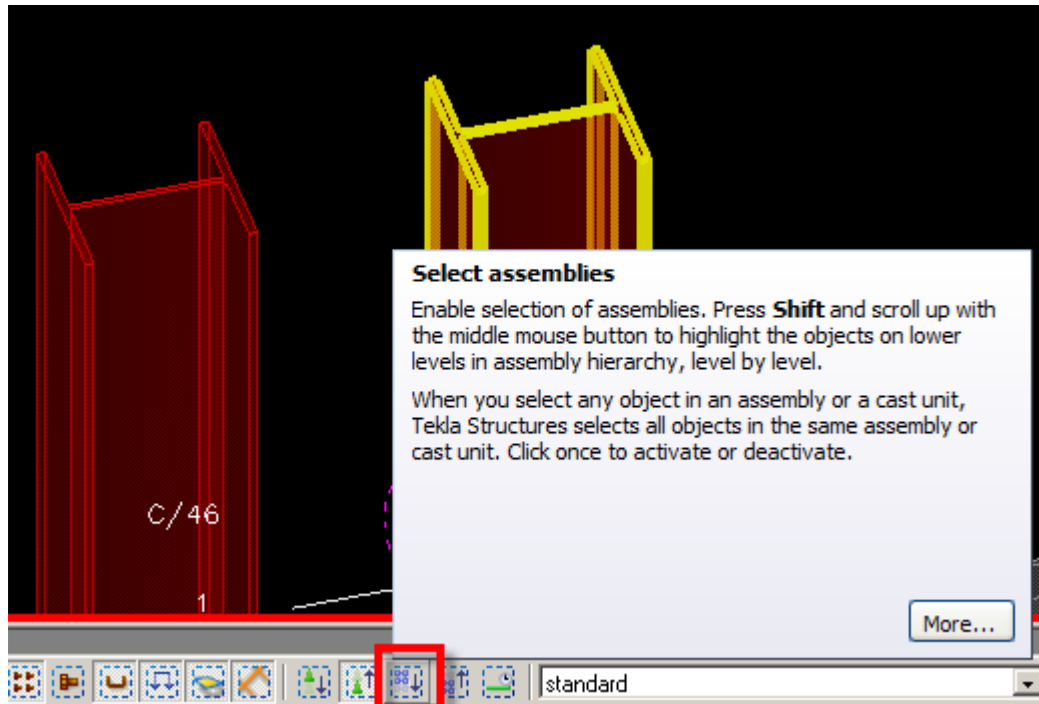 Select assemblies
Enable selection of assemblies. Press Shift and scroll up with
the middle mouse button to highlight the objects on lower
levels in assembly hierarchy, level by level.
When you select any object in an assembly or a cast unit,
Tekla Structures selects all objects in the same assembly or
cast unit. Click once to activate or deactivate.
C/46
1
More...
standard